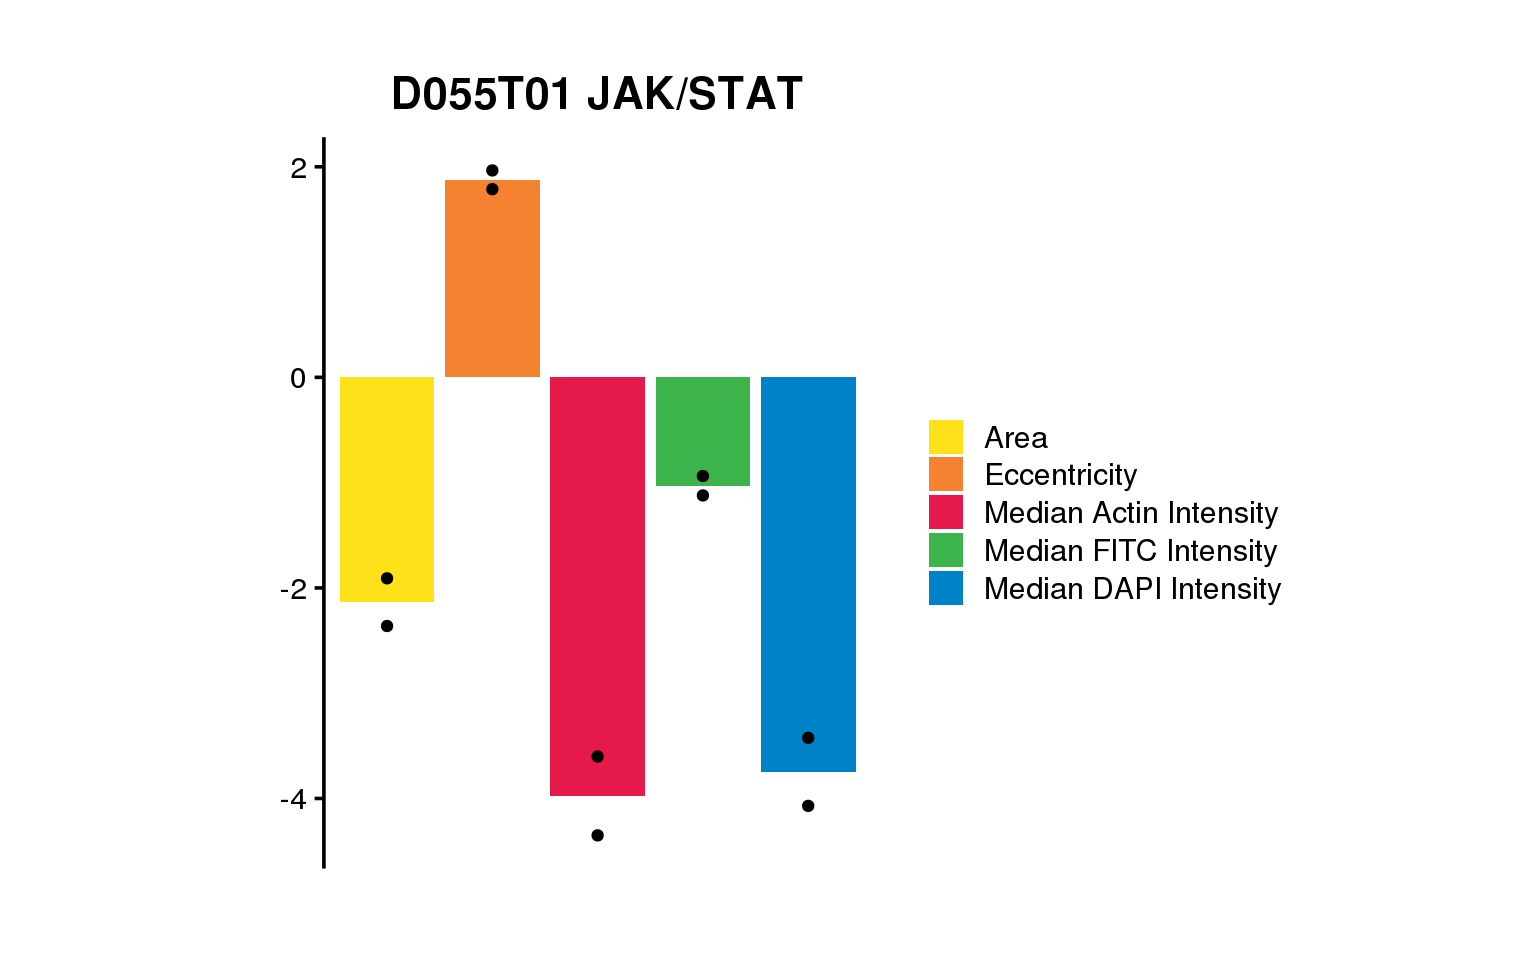 D055T01 JAK/STAT
2
0
-2
-4
Area
Eccentricity
Median Actin Intensity
Median FITC Intensity
Median DAPI Intensity